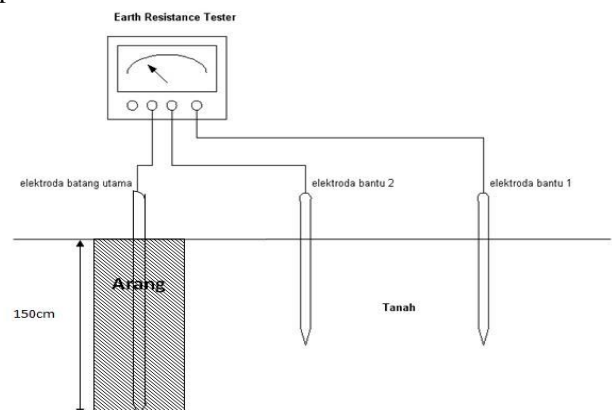 Earth Resistance Tester
elektroda batang utama
elektroda bantu 2
elektroda bantu 1
Arang
Tanah
150cm